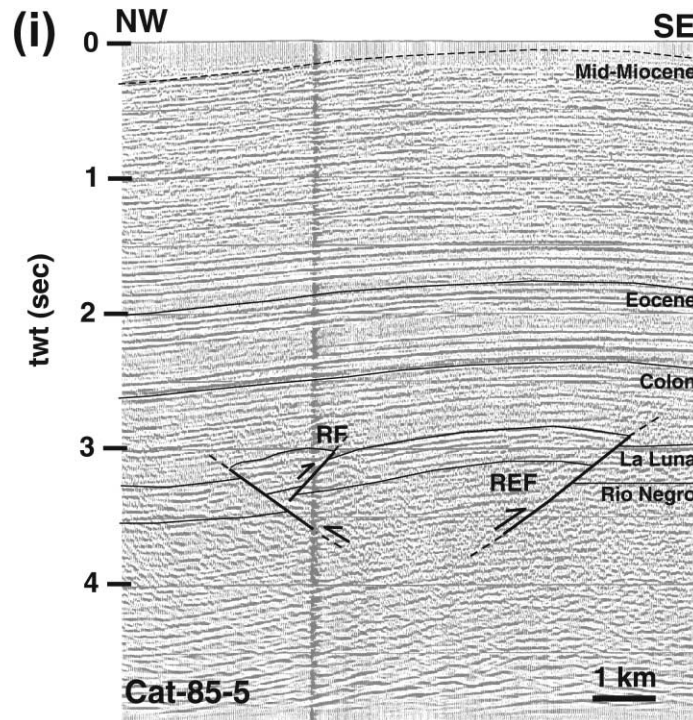 (i)
NW
SE
0
Mid-Miocene
1
twt (sec)
Eocene
2
Colon
RF
3
La Luna
REF
Rio Negro
4
Cat-85-5
1 km